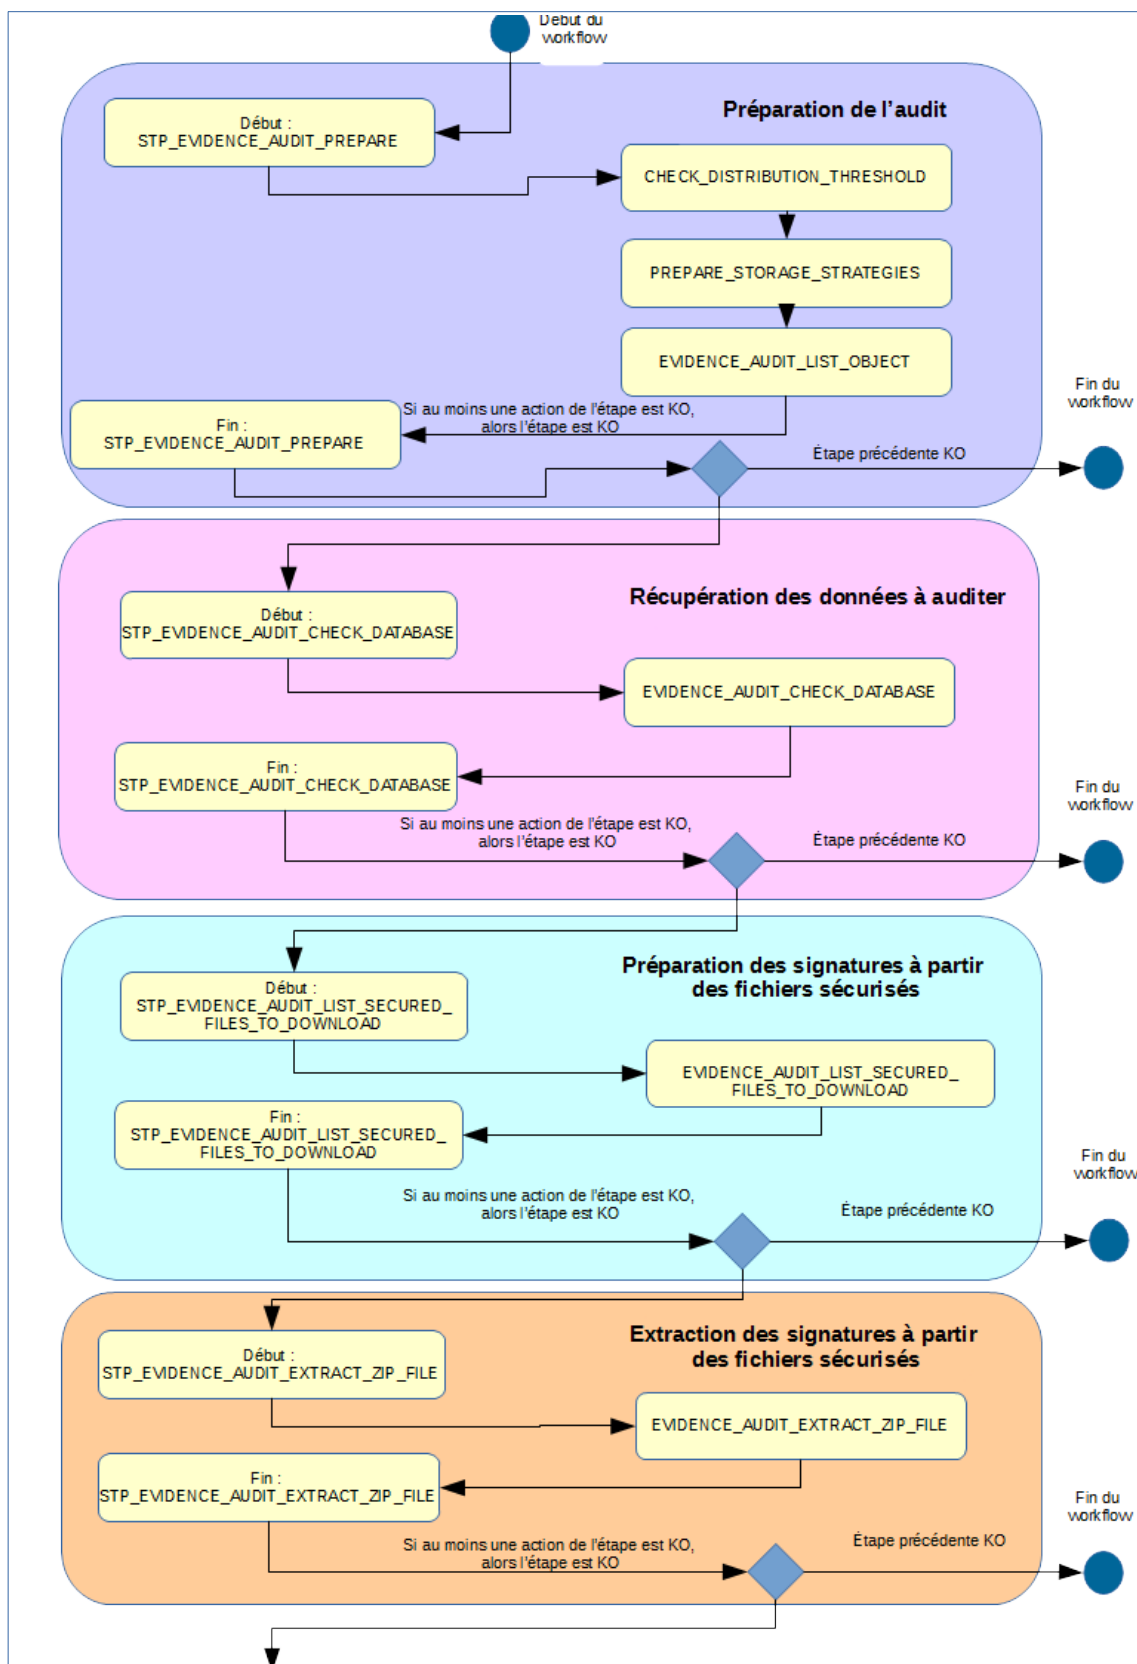 Début du
workflow
Préparation de l'audit
Début :
STP_EVIDENCE_AUDIT_PREPARE
CHECK_DISTRIBUTION_THRESHOLD
PREPARE_STORAGE_STRATEGIES
EVIDENCE_AUDIT_LIST_OBJECT
Fin du
workflow
Si au moins une action de l'étape est KO,
alors l'étape est KO
Fin :
STP_EVIDENCE_AUDIT_PREPARE
Étape précédente KO
Récupération des données à auditer
Début :
STP_EVIDENCE_AUDIT_CHECK_DATABASE
EVIDENCE_AUDIT_CHECK_DATABASE
Fin :
STP_EVIDENCE_AUDIT_CHECK_DATABASE
Fin du
workflow
Si au moins une action de l'étape est KO,
alors l'étape est KO
Étape précédente KO
Préparation des signatures à partir
des fichiers sécurisés
Début :
STP_EVIDENCE_AUDIT_LIST_SECURED_
FILES_TO_DOWNLOAD
EVIDENCE_AUDIT_LIST_SECURED_
FILES_TO_DOWNLOAD
Fin :
STP_EVIDENCE_AUDIT_LIST_SECURED_
FILES_TO_DOWNLOAD
Fin du
workflow
Si au moins une action de l'étape est KO,
alors l'étape est KO
Étape précédente KO
Extraction des signatures à partir
des fichiers sécurisés
Début :
STP_EVIDENCE_AUDIT_EXTRACT_ZIP_FILE
EVIDENCE_AUDIT_EXTRACT_ZIP_FILE
Fin :
STP_EVIDENCE_AUDIT_EXTRACT_ZIP_FILE
Fin du
workflow
Si au moins une action de l'étape est KO,
alors l'étape est KO
Étape précédente KO